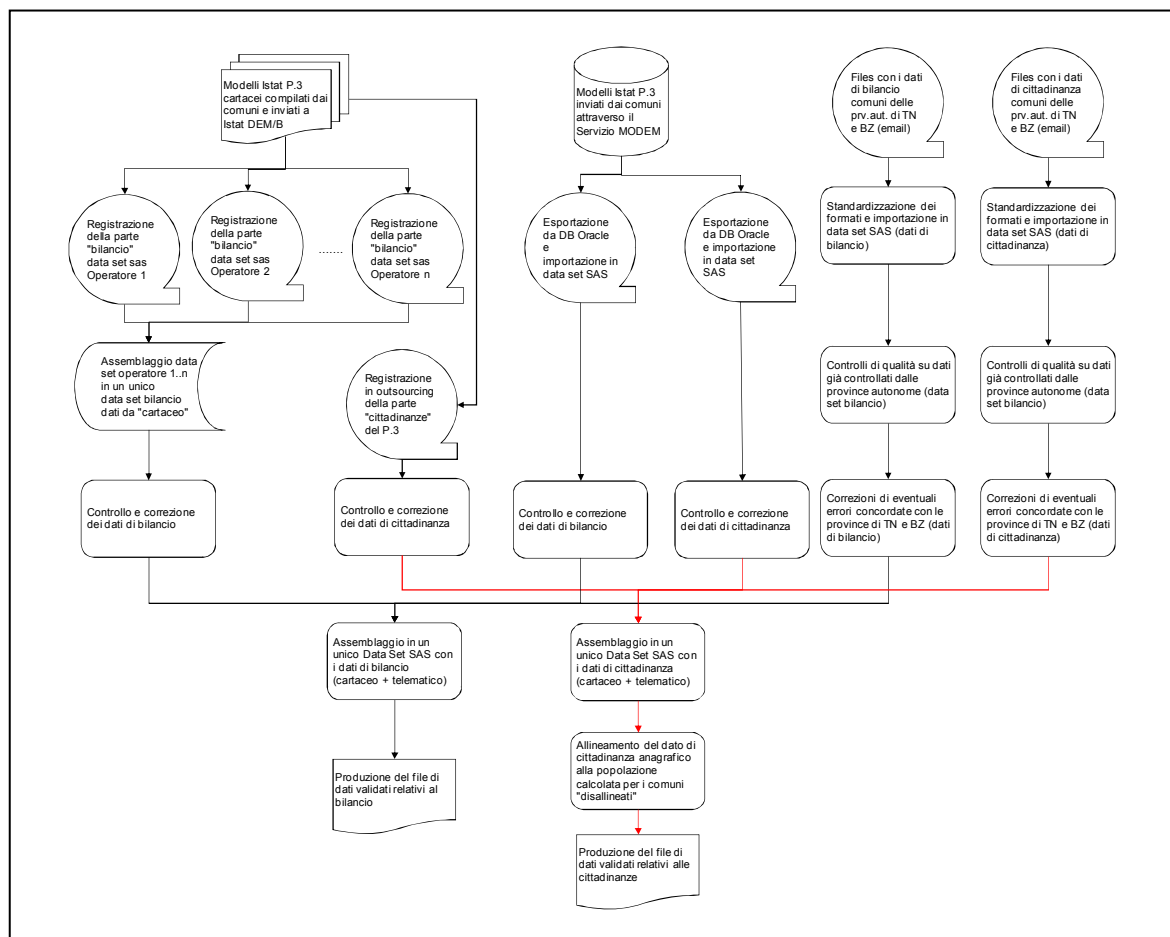 Modelli Istat P.3
cartacei compilati dai
comuni e inviati a
Istat DEM/B
Modelli Istat P.3
inviati dai comuni
attraverso il
Servizio MODEM
Files con i dati
di bilancio
comuni delle
prv.aut. di TN
e BZ (email)
Files con i dati
di cittadinanza
comuni delle
prv.aut. di TN
e BZ (email)
Registrazione
della parte
"bilancio"
data set sas
Operatore 1
Registrazione
della parte
"bilancio"
data set sas
Operatore 2
.......
Registrazione
della parte
"bilancio"
data set sas
Operatore n
Esportazione
da DB Oracle
e
importazione in
data set SAS
Esportazione
da DB Oracle
e importazione
in data set
SAS
Standardizzazione dei
formati e importazione in
data set SAS (dati di
bilancio)
Standardizzazione dei
formati e importazione in
data set SAS (dati di
cittadinanza)
Assemblaggio data
set operatore 1..n
in un unico
data set bilancio
dati da "cartaceo"
Registrazione
in outsourcing
della parte
"cittadinanze"
del P.3
Controlli di qualità su dati
già controllati dalle
province autonome (data
set bilancio)
Controlli di qualità su dati
già controllati dalle
province autonome (data
set bilancio)
Controllo e correzione
dei dati di bilancio
Controllo e correzione
dei dati di cittadinanza
Controllo e correzione
dei dati di bilancio
Controllo e correzione
dei dati di cittadinanza
Correzioni di eventuali
errori concordate con le
province di TN e BZ (dati
di bilancio)
Correzioni di eventuali
errori concordate con le
province di TN e BZ (dati
di cittadinanza)
Assemblaggio in un
unico Data Set SAS con
i dati di bilancio
(cartaceo + telematico)
Assemblaggio in un
unico Data Set SAS con
i dati di cittadinanza
(cartaceo + telematico)
Produzione del file di
dati validati relativi al
bilancio
Allineamento del dato di
cittadinanza anagrafico
alla popolazione
calcolata per i comuni
"disallineati"
Produzione del file di
dati validati relativi alle
cittadinanze